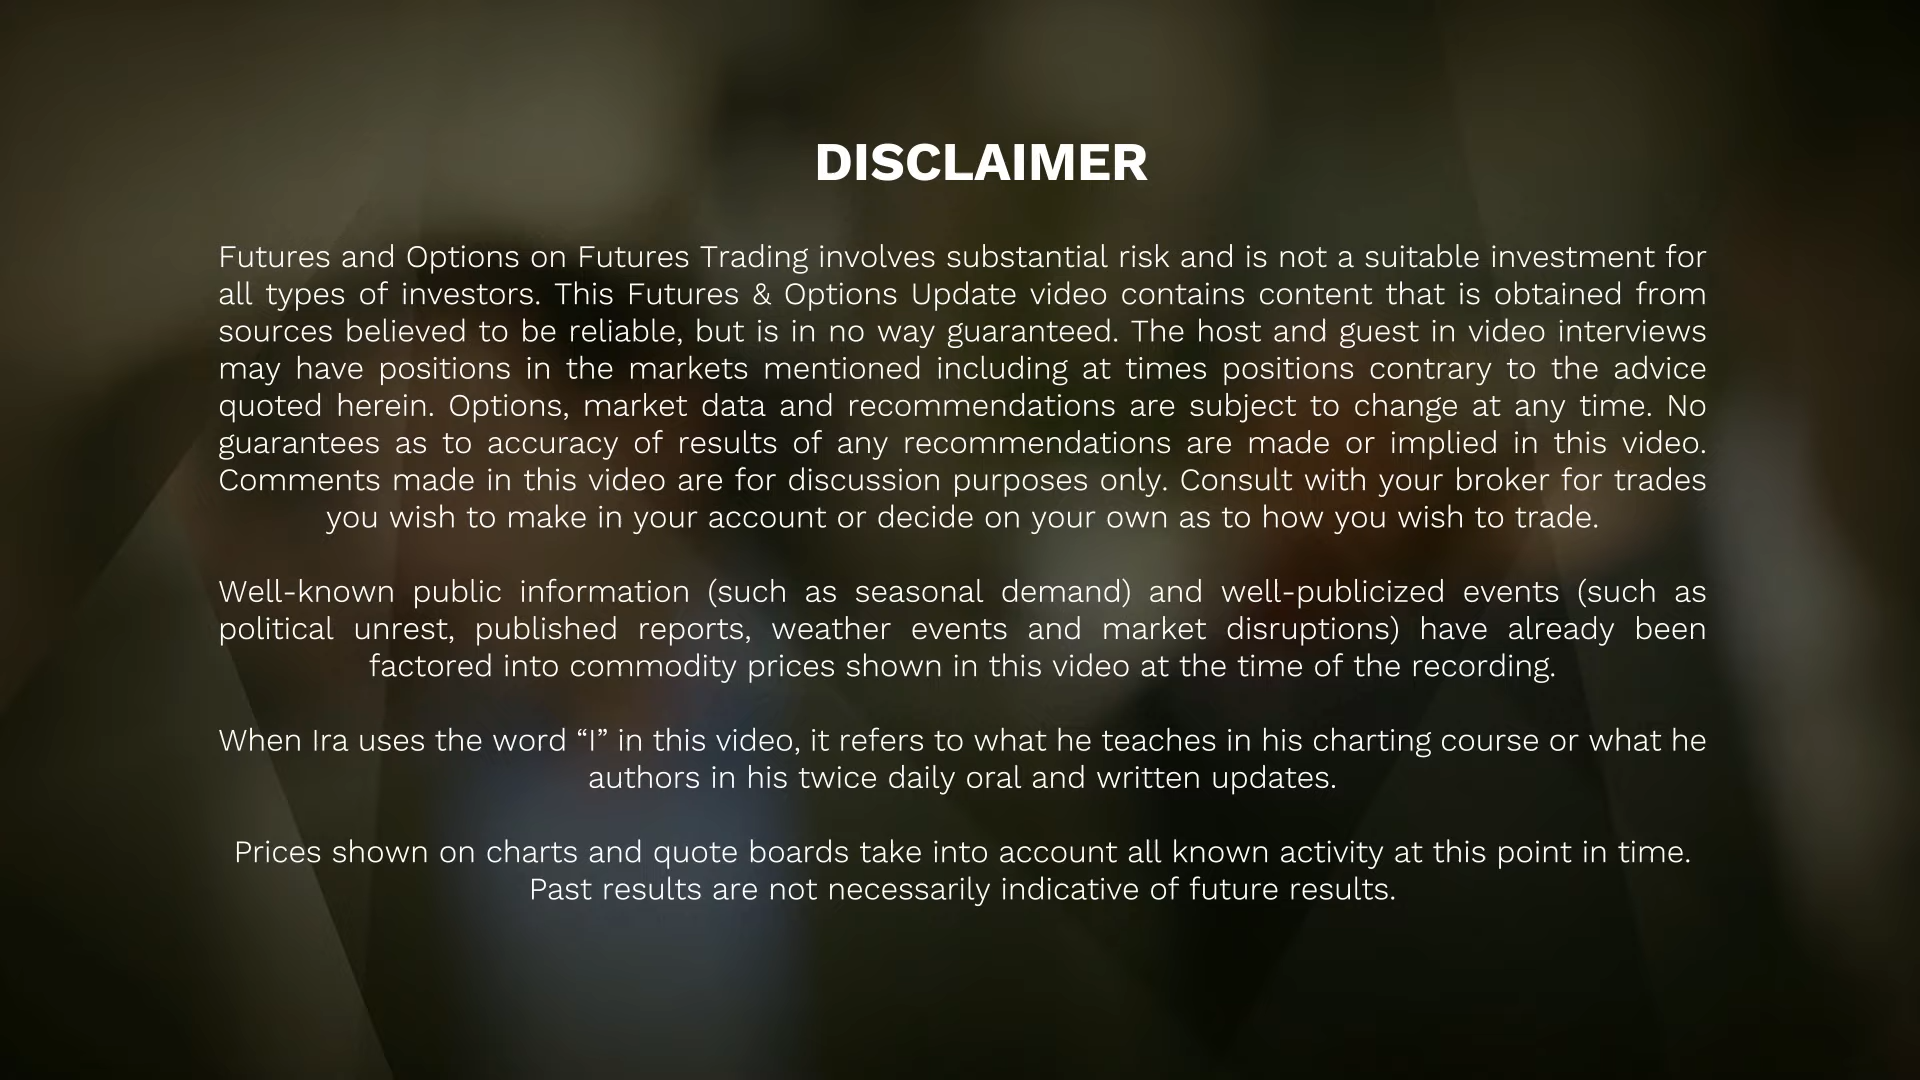 DISCLAIMER
Futures and Options on Futures Trading involves substantial risk and is not a suitable investment for
all types of investors. This Futures & Options Update video contains content that is obtained from
sources believed to be reliable, but is in no way guaranteed. The host and guest in video interviews
may have positions in the markets mentioned including at times positions contrary to the advice
quoted herein. Options, market data and recommendations are subject to change at any time. No
guarantees as to accuracy of results of any recommendations are made or implied in this video.
Comments made in this video are for discussion purposes only. Consult with your broker for trades
you wish to make in your account or decide on your own as to how you wish to trade.
Well-known public information (such as seasonal demand) and well-publicized events (such as
political unrest, published reports, weather events and market disruptions) have already been
factored into commodity prices shown in this video at the time of the recording.
When Ira uses the word “I” in this video, it refers to what he teaches in his charting course or what he
authors in his twice daily oral and written updates.
Prices shown on charts and quote boards take into account all known activity at this point in time.
Past results are not necessarily indicative of future results.